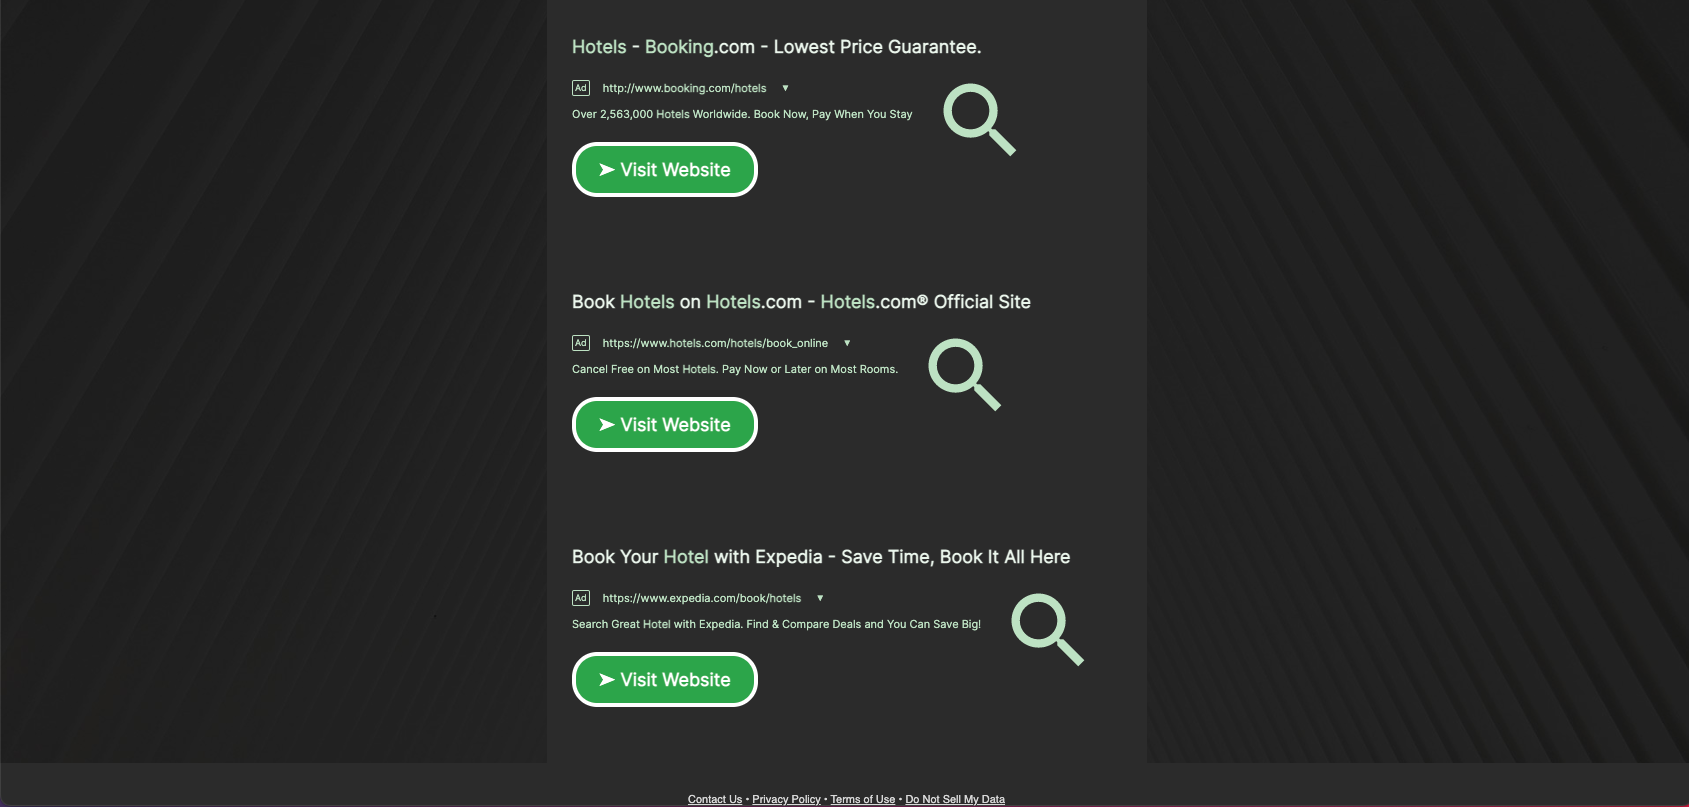 Hotels - Booking.com - Lowest Price Guarantee.
Ad http://www.booking.com/hotels ▼
Over 2,563,000 Hotels Worldwide. Book Now, Pay When You Stay
➤ Visit Website
Book Hotels on Hotels.com - Hotels.com® Official Site
Ad https://www.hotels.com/hotels/book_online ▼
Cancel Free on Most Hotels. Pay Now or Later on Most Rooms.
➤ Visit Website
Book Your Hotel with Expedia - Save Time, Book It All Here
Ad https://www.expedia.com/book/hotels ▼
Search Great Hotel with Expedia. Find & Compare Deals and You Can Save Big!
➤ Visit Website
Contact Us • Privacy Policy • Terms of Use • Do Not Sell My Data